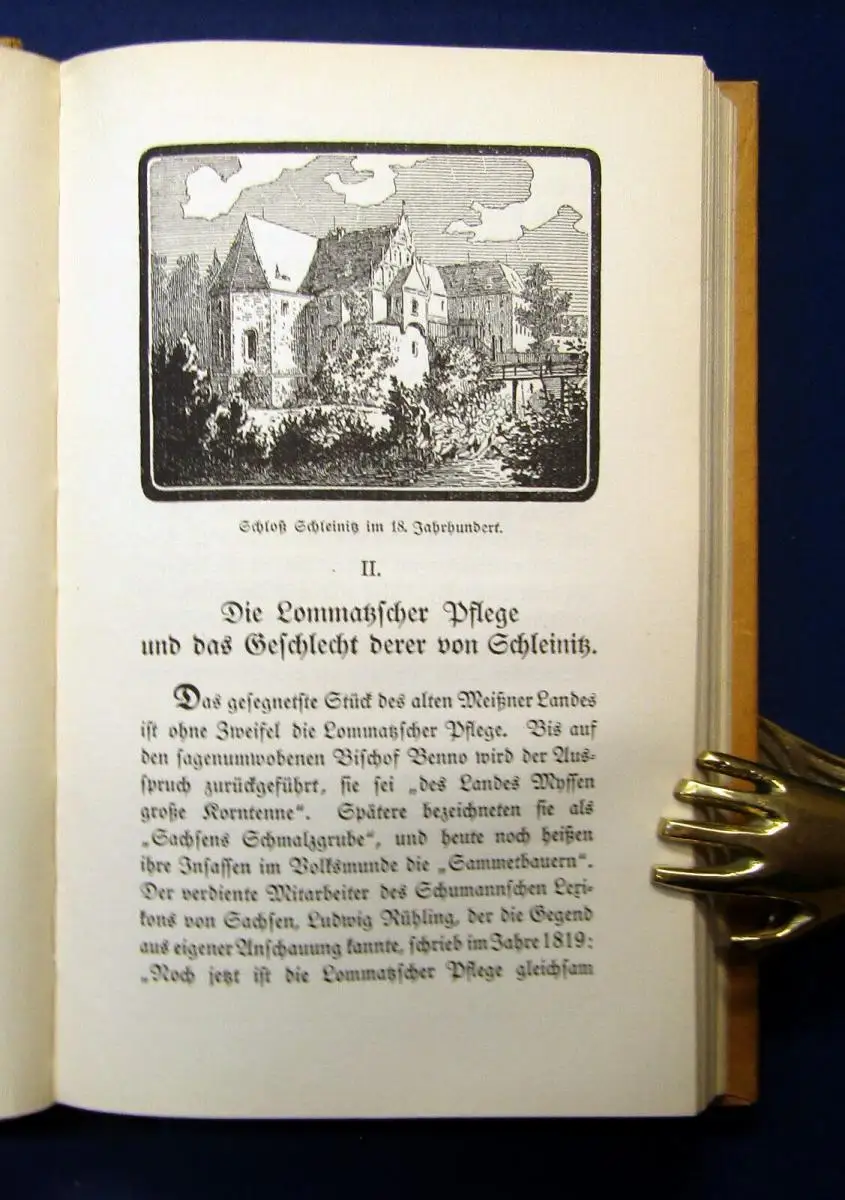 Schloß Schleinitz im 18. Jahrhundert.
II.
Die Lommatzscher Pflege
und das Geschlecht derer von Schleinitz.
Das gesegnetste Stück des alten Meißner Landes
ist ohne Zweifel die Lommatzscher Pflege. Bis auf
den sagenumwobenen Bischof Benno wird der Aus-
spruch zurückgeführt, sie sei „des Landes Myssen
große Korntenne“. Spätere bezeichneten sie als
„Sachsens Schmalzgrube“, und heute noch heißen
ihre Insassen im Volksmunde die „Sammetbauern“.
Der verdiente Mitarbeiter des Schumannschen Lexi-
kons von Sachsen, Ludwig Rühling, der die Gegend
aus eigener Anschauung kannte, schrieb im Jahre 1819:
„Noch jetzt ist die Lommatzscher Pflege gleichsam